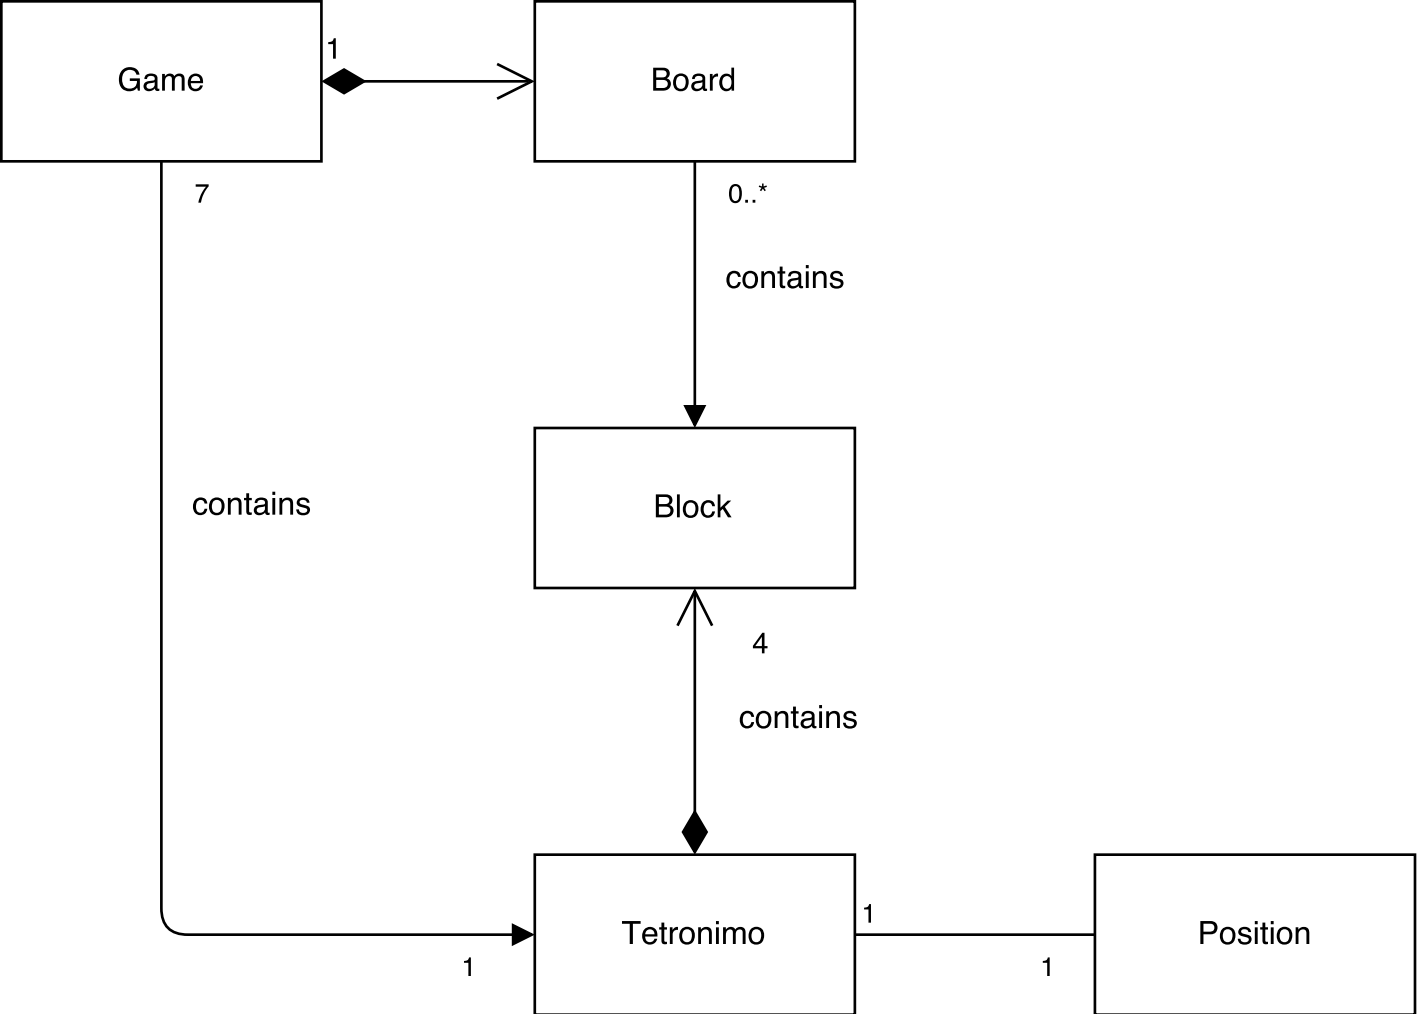 Game
1
Board
7
0..*
contains
contains
Block
4
contains
Tetronimo
1
1
1
Position